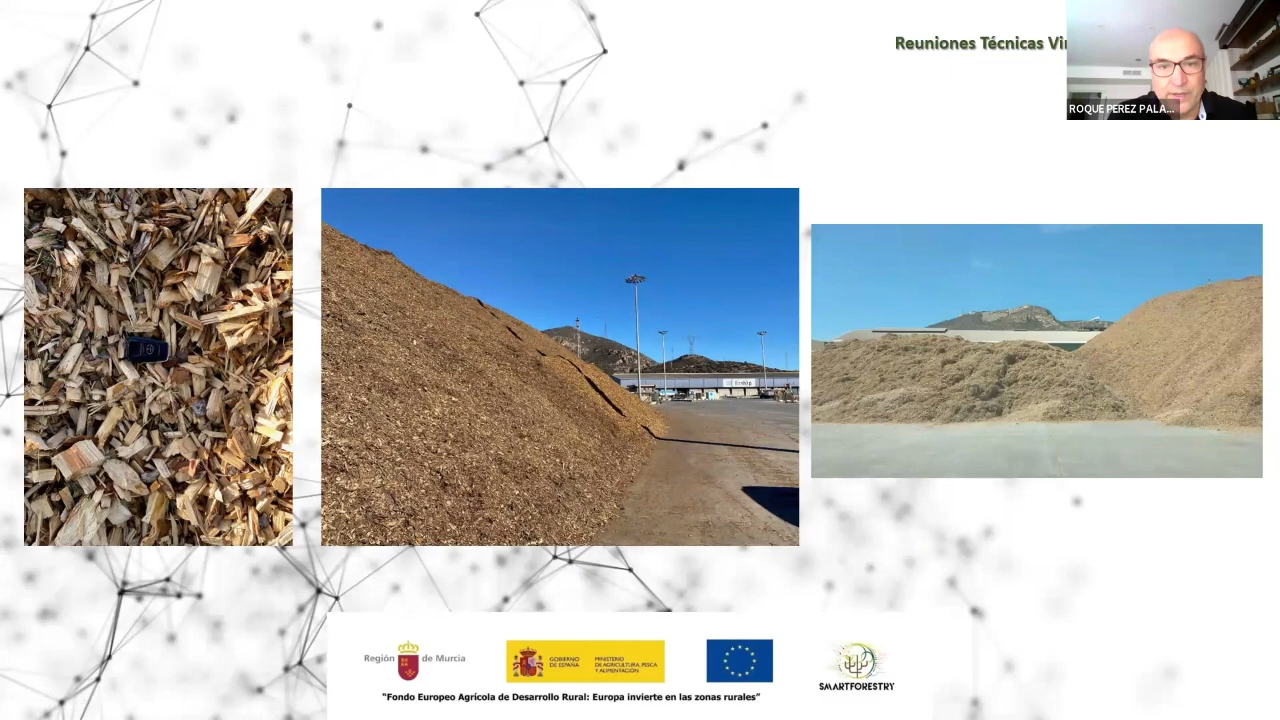 Reuniones Técnicas
ROQUE PEREZ PALA...
Región de Murcia
GOBIERNO
DE ESPAÑA
MINISTERIO
DE AGRICULTURA, PESCA
Y ALIMENTACIÓN
SMARTFORESTRY
"Fondo Europeo Agrícola de Desarrollo Rural: Europa invierte en las zonas rurales"